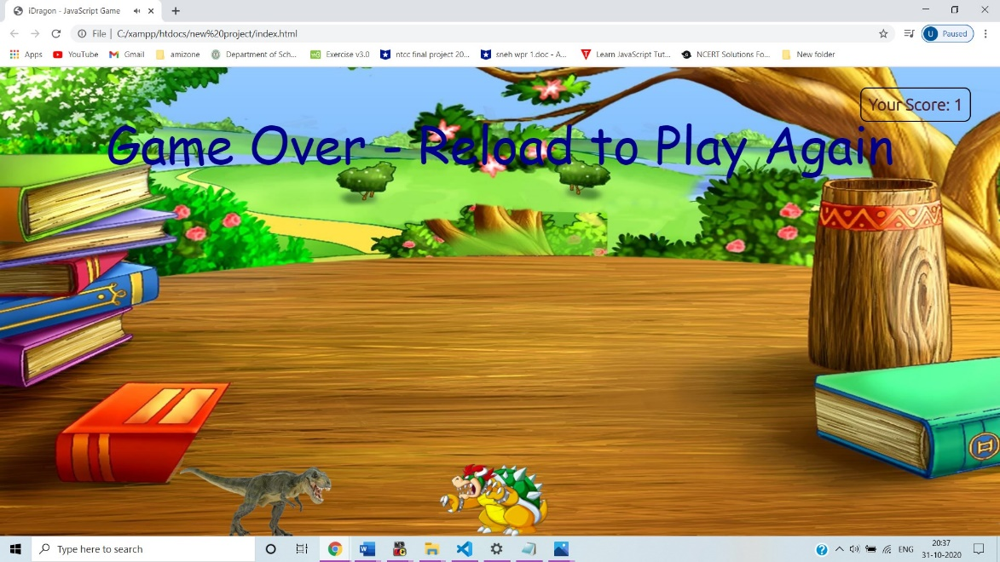 iDragon - JavaScript Game
File | C:/xampp/htdocs/new%20project/index.html
U Paused
Apps YouTube Gmail amizone Department of Sch... Exercise v3.0 ntcc final project 20... sneh wpr 1.doc - A... Learn JavaScript Tut... NCERT Solutions Fo... New folder
Your Score: 1
Game Over - Reload to Play Again
Type here to search
ENG
20:37
31-10-2020